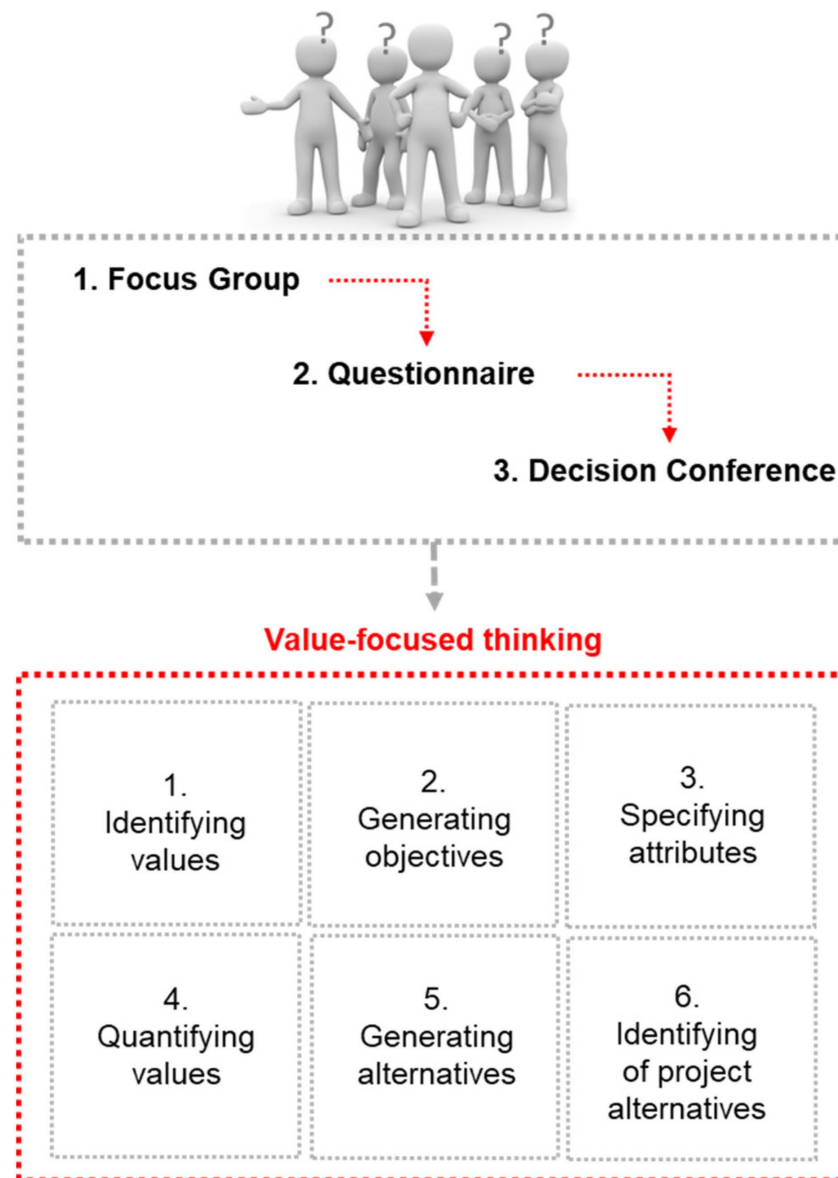 ? ? ? ?
1. Focus Group
2. Questionnaire
3. Decision Conference
Value-focused thinking
1.
Identifying
values
2.
Generating
objectives
3.
Specifying
attributes
4.
Quantifying
values
5.
Generating
alternatives
6.
Identifying
of project
alternatives